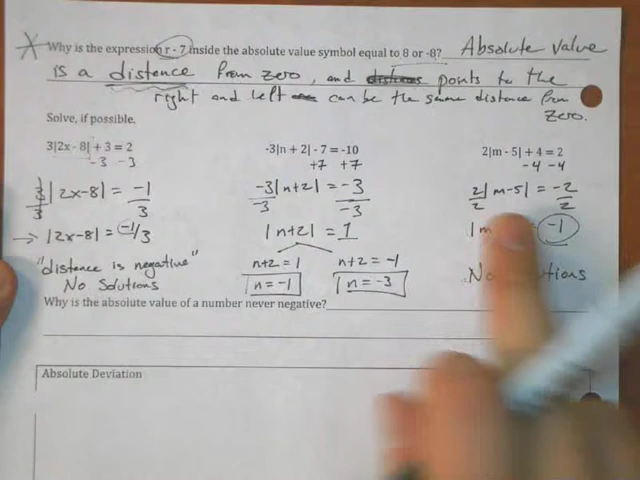 Why is the expression r - 7 inside the absolute value symbol equal to 8 or -8? Absolute value
is a distence from zero, and points to the
right and left can be the same distance from
zero.
Solve, if possible.
3|2x - 8| + 3 = 2
-3 -3
3|2x-8| = -1
3 3
→ |2x-8| = -1/3
"distance is negative"
No Solutions
-3|n + 2| - 7 = -10
+7 +7
-3|n+2| = -3
-3 -3
|n+2| = 1
n+2=1 n+2=-1
n=-1 n=-3
2|m - 5| + 4 = 2
-4 -4
2|m-5| = -2
2 2
|m = -1
No
Why is the absolute value of a number never negative?
Absolute Deviation